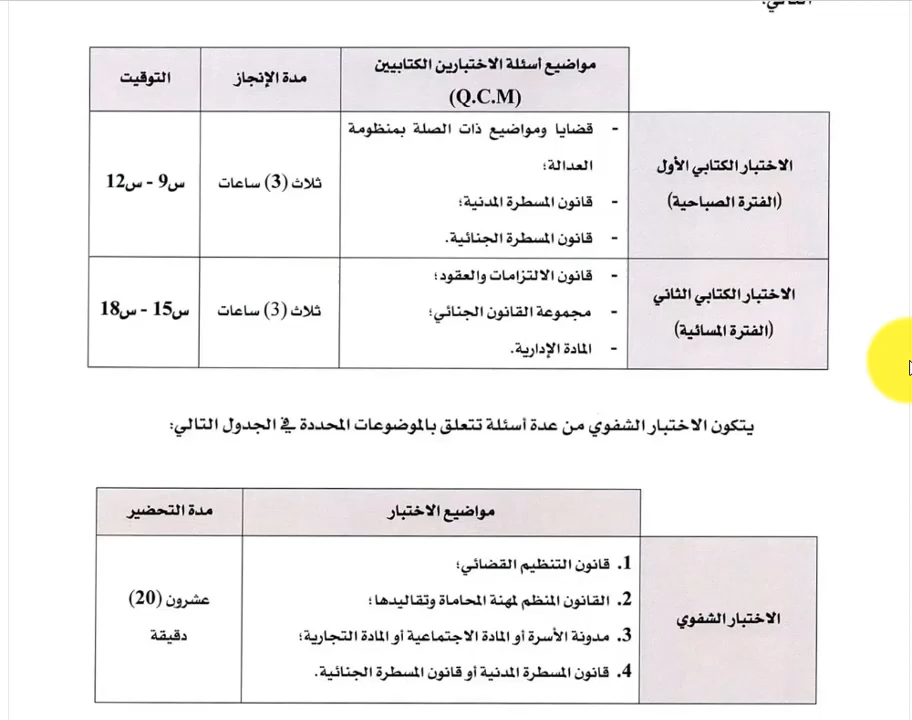 التالي:
مواضيع أسئلة الاختبارين الكتابيين
(Q.C.M)
مدة الإنجاز
التوقيت
الاختبار الكتابي الأول
(الفترة الصباحية)
- قضايا ومواضيع ذات الصلة بمنظومة
العدالة؛
- قانون المسطرة المدنية؛
- قانون المسطرة الجنائية.
ثلاث (3) ساعات
س9 - س12
الاختبار الكتابي الثاني
(الفترة المسائية)
- قانون الالتزامات والعقود؛
- مجموعة القانون الجنائي؛
- المادة الإدارية.
ثلاث (3) ساعات
س15 - س18
يتكون الاختبار الشفوي من عدة أسئلة تتعلق بالموضوعات المحددة في الجدول التالي:
مواضيع الاختبار
مدة التحضير
الاختبار الشفوي
1. قانون التنظيم القضائي؛
2. القانون المنظم لمهنة المحاماة وتقاليدها؛
3. مدونة الأسرة أو المادة الاجتماعية أو المادة التجارية؛
4. قانون المسطرة المدنية أو قانون المسطرة الجنائية.
عشرون (20)
دقيقة